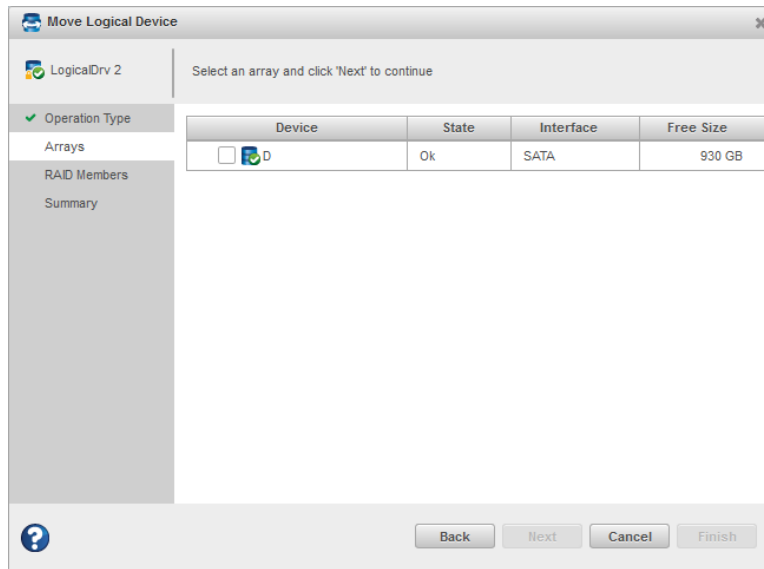 Move Logical Device
LogicalDrv 2
Select an array and click 'Next' to continue
Operation Type
Arrays
RAID Members
Summary
Device State Interface Free Size
D Ok SATA 930 GB
? Back Next Cancel Finish